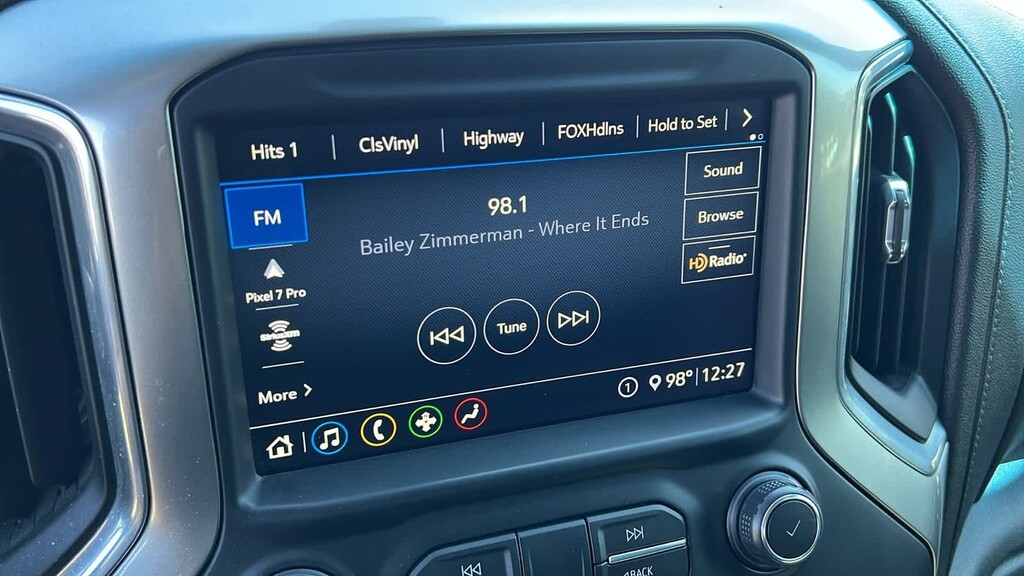 Hits 1 | ClsVinyl | Highway | FOXHdlns | Hold to Set
FM
98.1
Sound
Bailey Zimmerman - Where It Ends
Browse
HD Radio
Pixel 7 Pro
SiriusXM
Tune
More
1 98° | 12:27
BACK